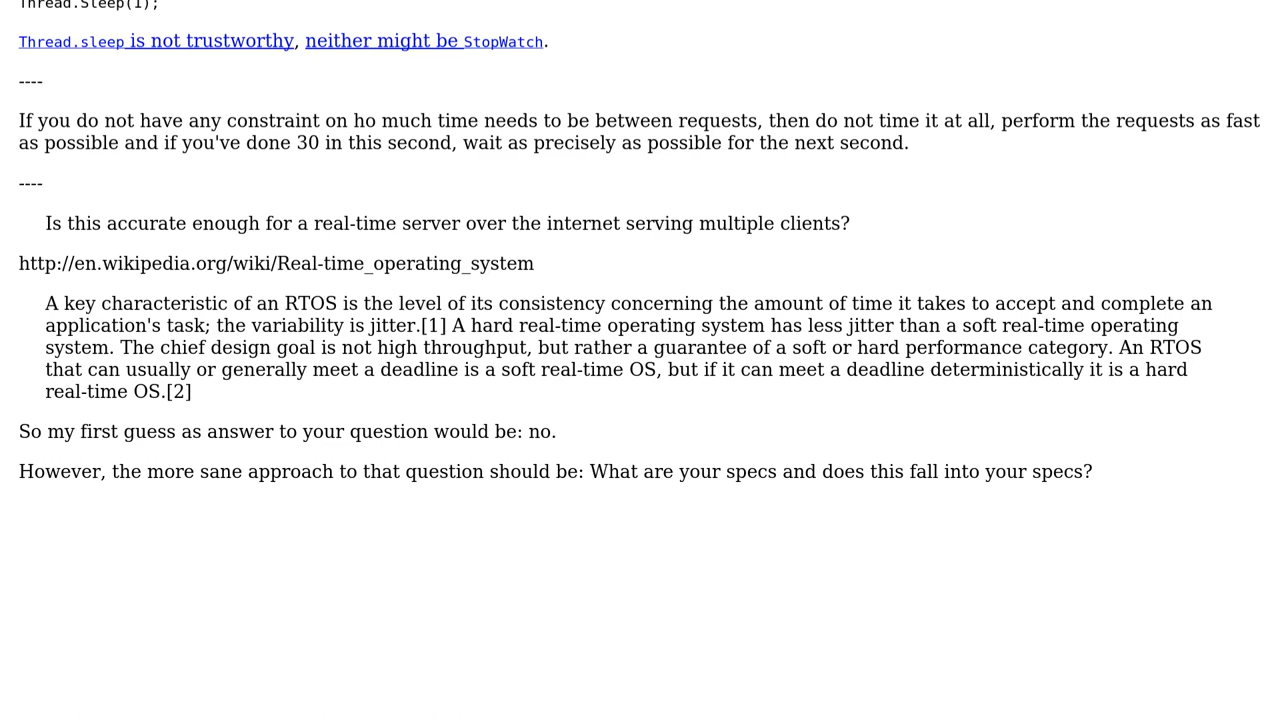 Thread.Sleep(1);
Thread.sleep is not trustworthy, neither might be StopWatch.
----
If you do not have any constraint on ho much time needs to be between requests, then do not time it at all, perform the requests as fast
as possible and if you've done 30 in this second, wait as precisely as possible for the next second.
----
Is this accurate enough for a real-time server over the internet serving multiple clients?
http://en.wikipedia.org/wiki/Real-time_operating_system
A key characteristic of an RTOS is the level of its consistency concerning the amount of time it takes to accept and complete an
application's task; the variability is jitter.[1] A hard real-time operating system has less jitter than a soft real-time operating
system. The chief design goal is not high throughput, but rather a guarantee of a soft or hard performance category. An RTOS
that can usually or generally meet a deadline is a soft real-time OS, but if it can meet a deadline deterministically it is a hard
real-time OS.[2]
So my first guess as answer to your question would be: no.
However, the more sane approach to that question should be: What are your specs and does this fall into your specs?